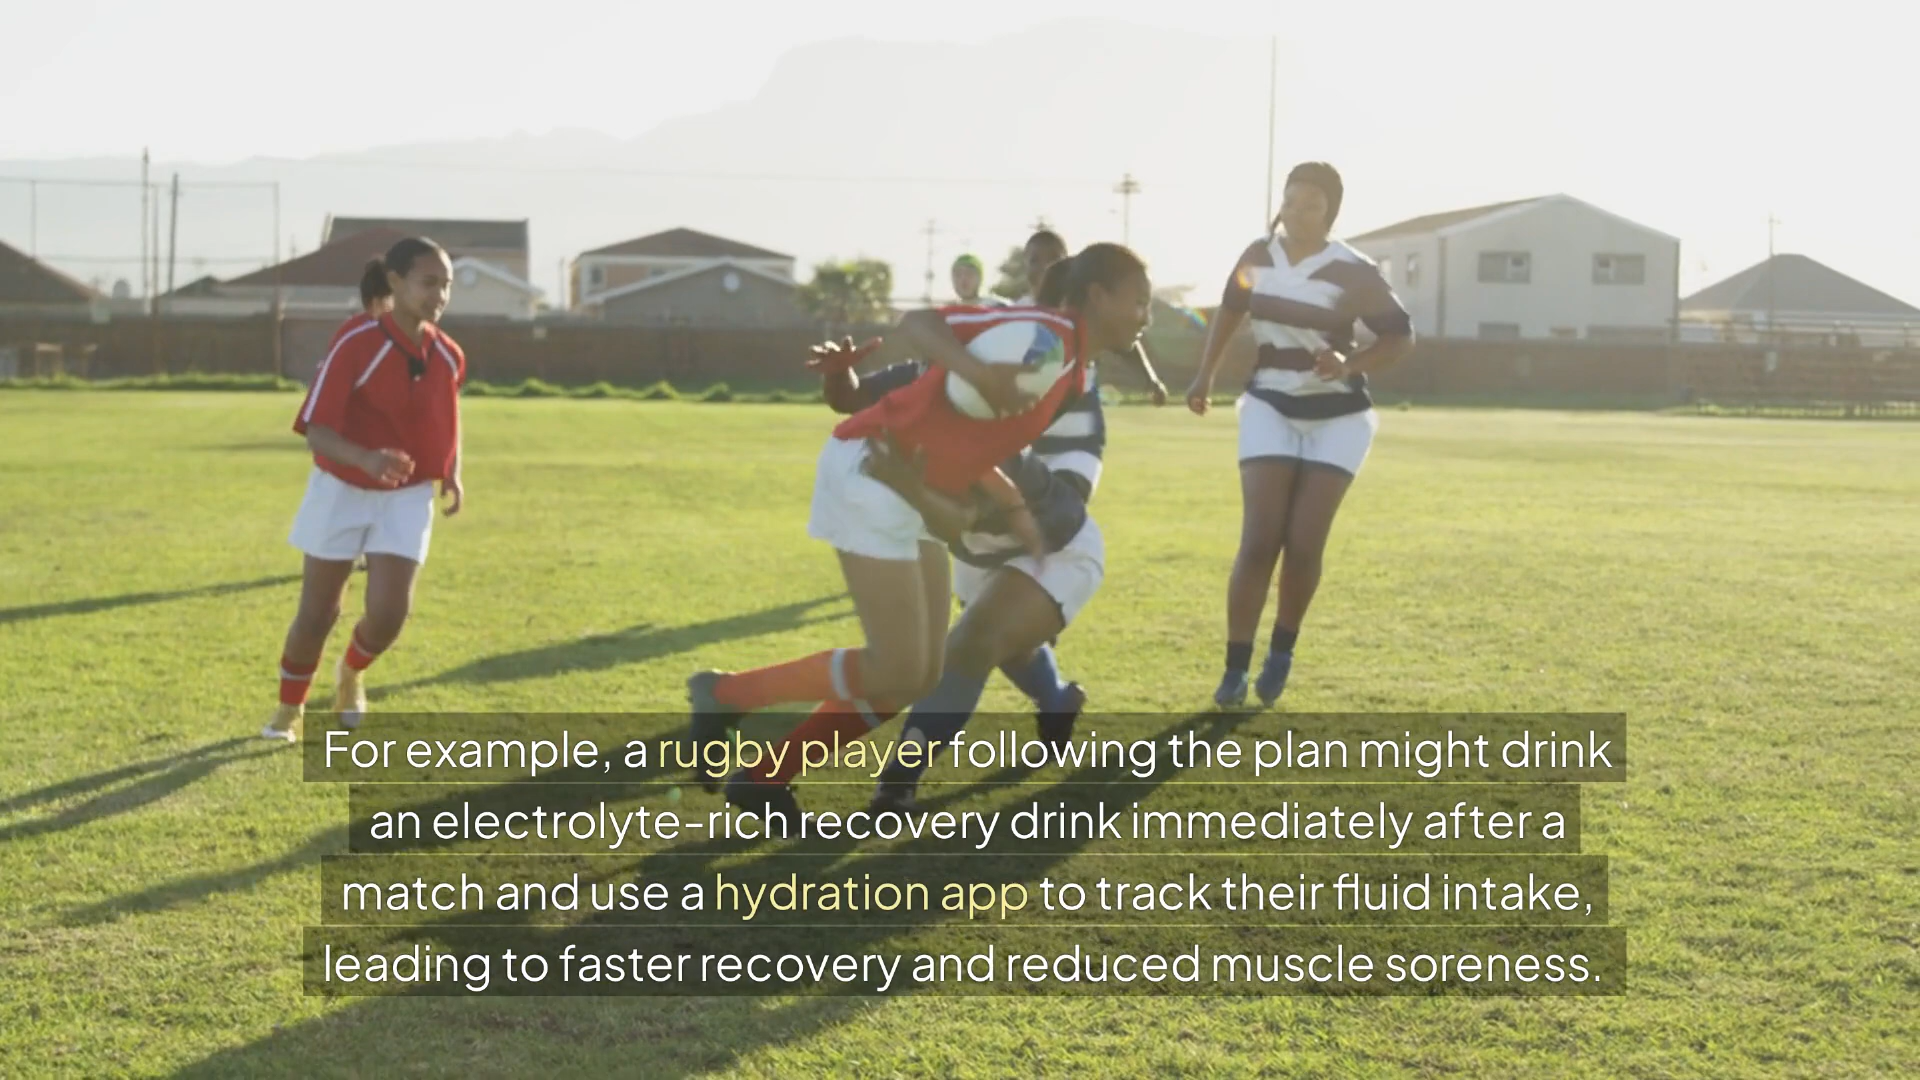 For example, a rugby player following the plan might drink
an electrolyte-rich recovery drink immediately after a
match and use a hydration app to track their fluid intake,
leading to faster recovery and reduced muscle soreness.